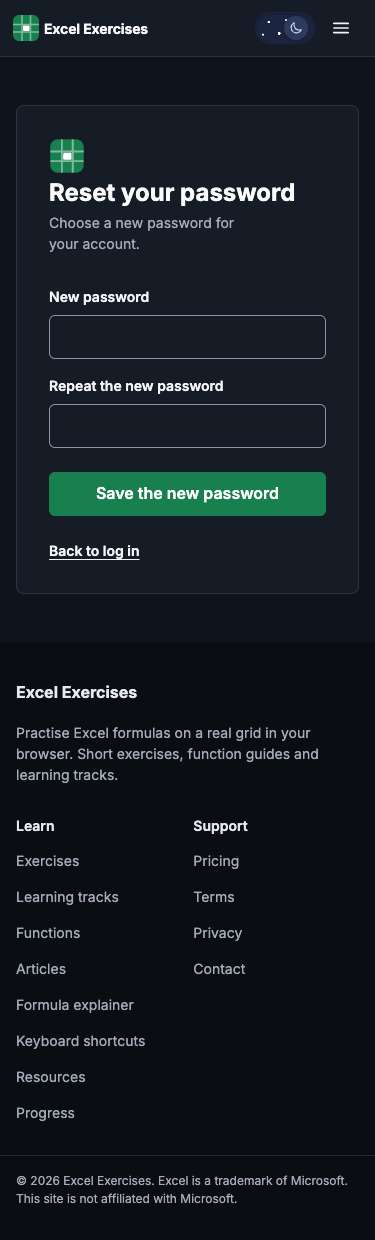 Excel Exercises
Reset your password
Choose a new password for
your account.
New password
Repeat the new password
Save the new password
Back to log in
Excel Exercises
Practise Excel formulas on a real grid in your
browser. Short exercises, function guides and
learning tracks.
Learn
Exercises
Learning tracks
Functions
Articles
Formula explainer
Keyboard shortcuts
Resources
Progress
Support
Pricing
Terms
Privacy
Contact
© 2026 Excel Exercises. Excel is a trademark of Microsoft.
This site is not affiliated with Microsoft.